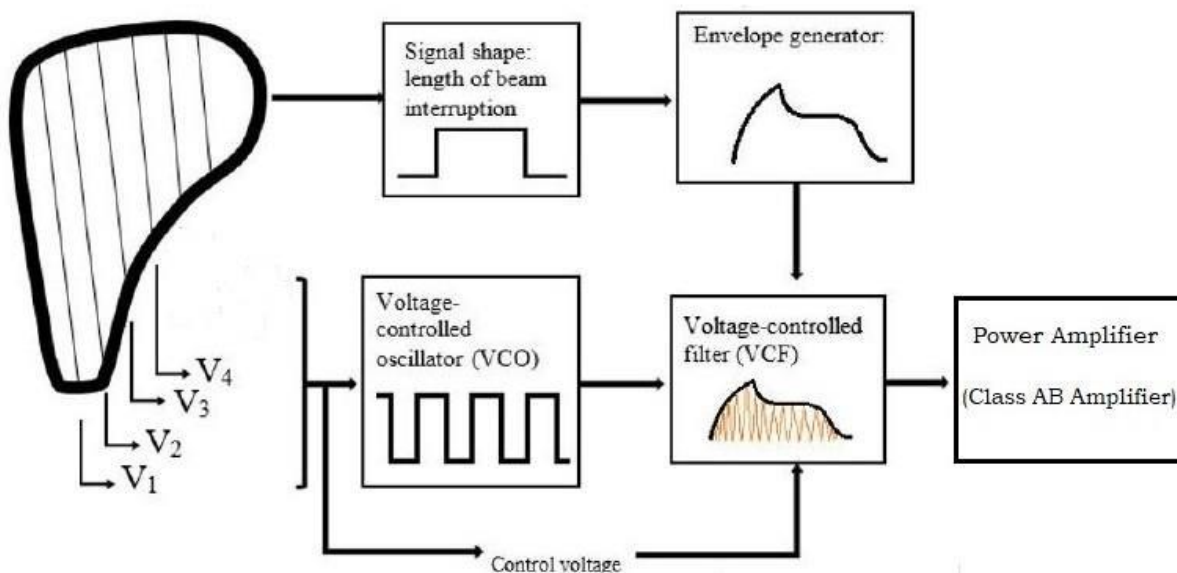 Signal shape:
length of beam
interruption
Envelope generator:
Voltage-
controlled
oscillator (VCO)
Voltage-controlled
filter (VCF)
Power Amplifier
(Class AB Amplifier)
V4
V3
V2
V1
Control voltage